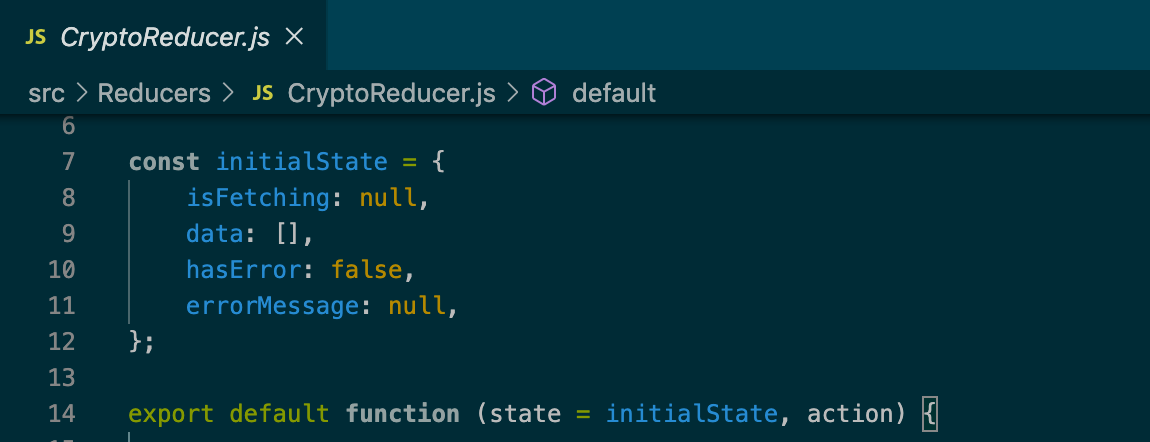 JS CryptoReducer.js ×
src > Reducers > JS CryptoReducer.js > default
6
7 const initialState = {
8     isFetching: null,
9     data: [],
10     hasError: false,
11     errorMessage: null,
12 };
13
14 export default function (state = initialState, action) {